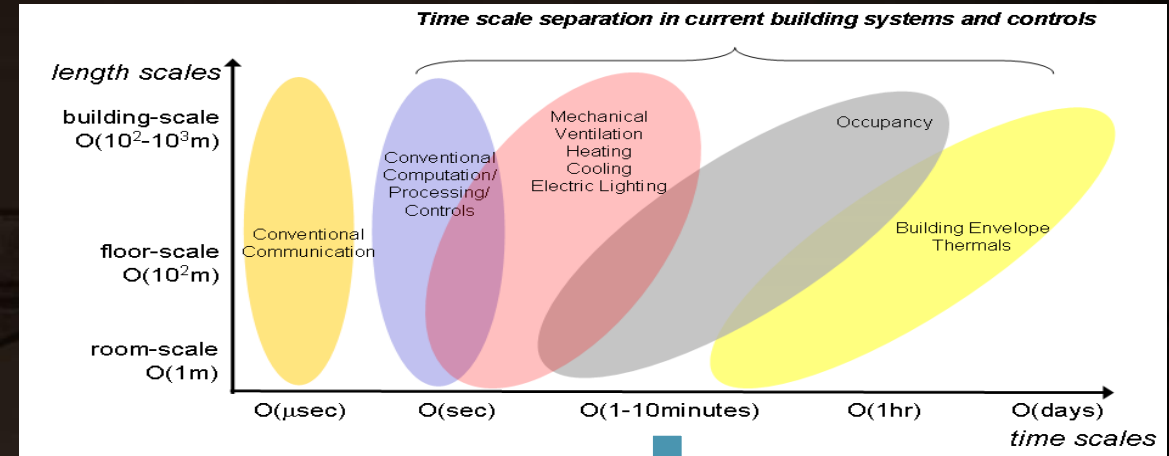 Time scale separation in current building systems and controls
length scales
building-scale
O(10²-10³m)
floor-scale
O(10²m)
room-scale
O(1m)
Conventional
Communication
Conventional
Computation/
Processing/
Controls
Mechanical
Ventilation
Heating
Cooling
Electric Lighting
Occupancy
Building Envelope
Thermals
O(μsec)
O(sec)
O(1-10minutes)
O(1hr)
O(days)
time scales